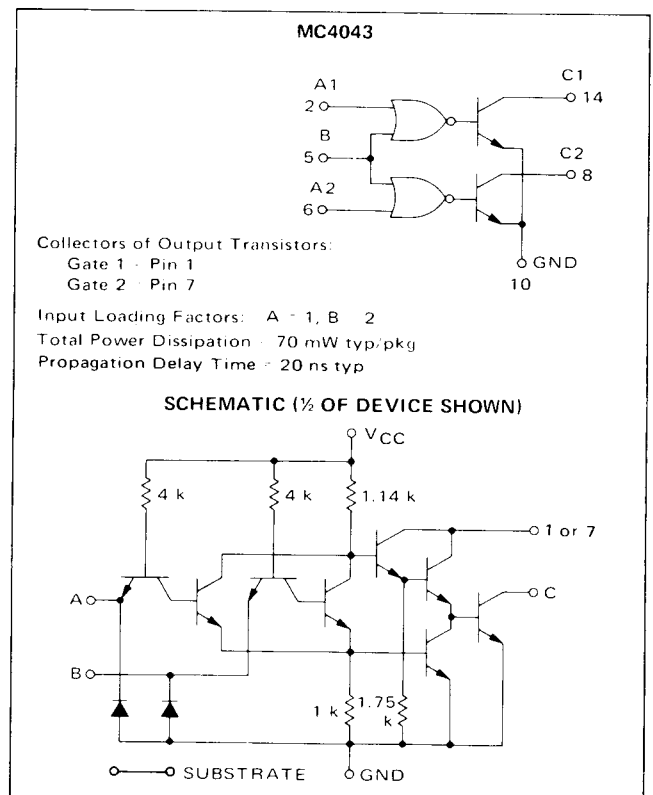 MC4043
A1
2
B
5
A2
6
C1
14
C2
8
GND
10
Collectors of Output Transistors:
Gate 1 - Pin 1
Gate 2 - Pin 7
Input Loading Factors: A = 1, B = 2
Total Power Dissipation = 70 mW typ/pkg
Propagation Delay Time = 20 ns typ
SCHEMATIC (½ OF DEVICE SHOWN)
VCC
4 k
4 k
1.14 k
1 or 7
A
C
B
1 k
1.75 k
SUBSTRATE
GND